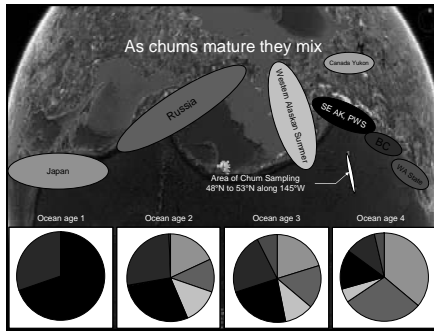 As chums mature they mix
Canada Yukon
Russia
Western Alaskan Summer
SE AK, PWS
BC
WA State
Japan
Area of Chum Sampling
48°N to 53°N along 145°W
Ocean age 1
Ocean age 2
Ocean age 3
Ocean age 4